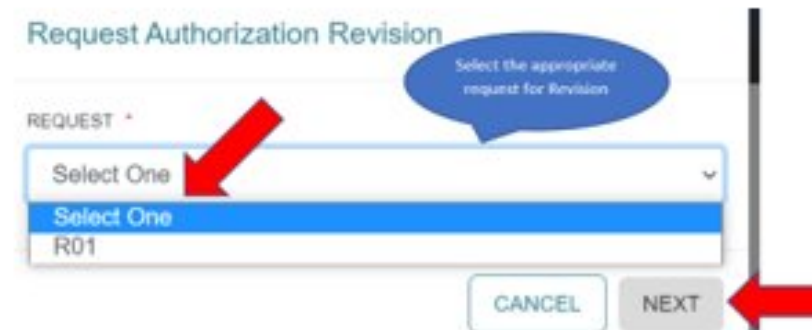 Request Authorization Revision
Select the appropriate
request for Revision
REQUEST *
Select One
Select One
R01
CANCEL NEXT